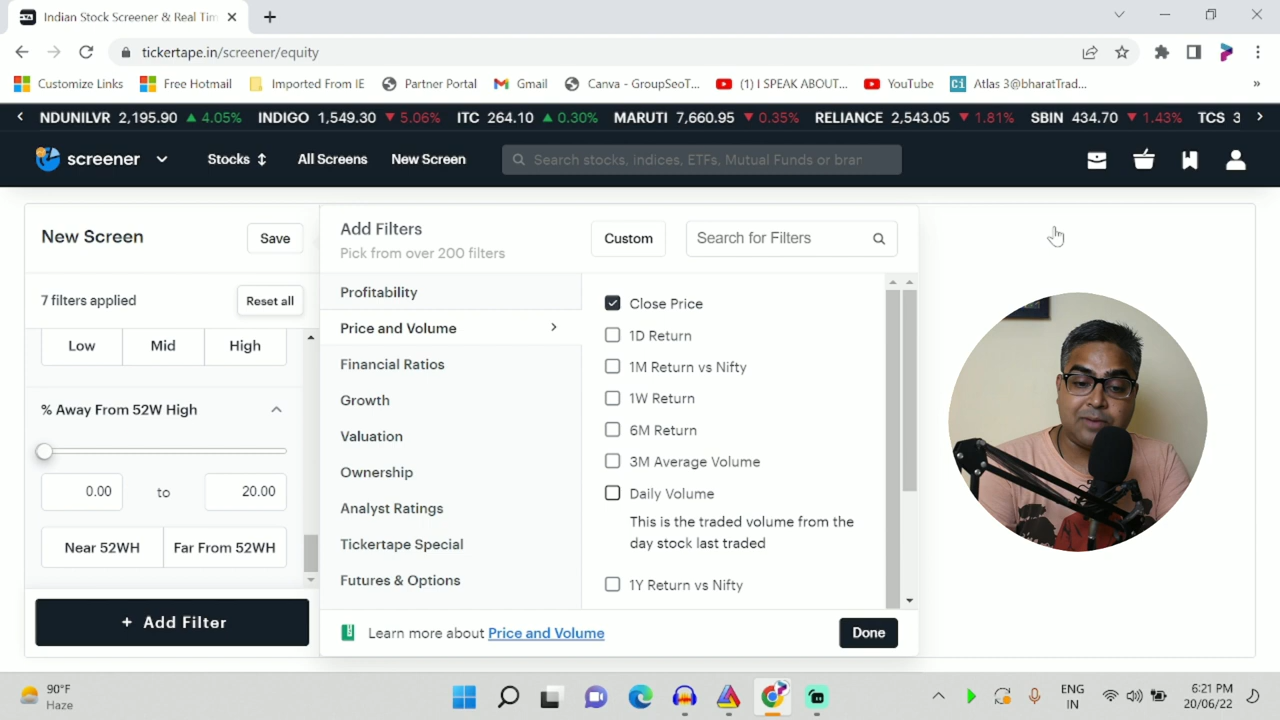 Indian Stock Screener & Real Tim
tickertape.in/screener/equity
Customize Links
Free Hotmail
Imported From IE
Partner Portal
Gmail
Canva - GroupSeoT...
(1) I SPEAK ABOUT...
YouTube
Ci
Atlas 3@bharatTrad...
»
NDUNILVR 2,195.90 ▲ 4.05% INDIGO 1,549.30 ▼ 5.06% ITC 264.10 ▲ 0.30% MARUTI 7,660.95 ▼ 0.35% RELIANCE 2,543.05 ▼ 1.81% SBIN 434.70 ▼ 1.43% TCS 3
screener
Stocks
All Screens
New Screen
Search stocks, indices, ETFs, Mutual Funds or brar
New Screen
Save
7 filters applied
Reset all
Low
Mid
High
% Away From 52W High
0.00
to
20.00
Near 52WH
Far From 52WH
+ Add Filter
Add Filters
Pick from over 200 filters
Custom
Search for Filters
Profitability
Price and Volume
Financial Ratios
Growth
Valuation
Ownership
Analyst Ratings
Tickertape Special
Futures & Options
Close Price
1D Return
1M Return vs Nifty
1W Return
6M Return
3M Average Volume
Daily Volume
This is the traded volume from the
day stock last traded
1Y Return vs Nifty
Learn more about Price and Volume
Done
90°F
Haze
ENG
IN
6:21 PM
20/06/22